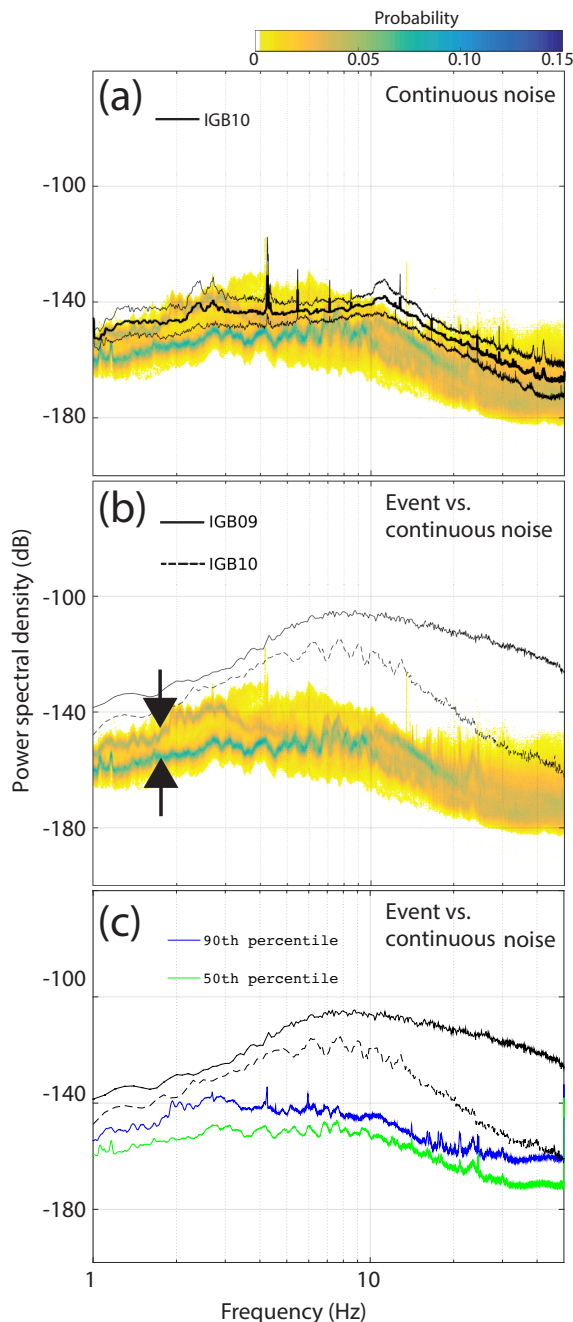 Probability
0 0.05 0.10 0.15
(a) Continuous noise
IGB10
-100
-140
-180
(b) Event vs.
continuous noise
IGB09
IGB10
-100
-140
-180
Power spectral density (dB)
(c) Event vs.
continuous noise
90th percentile
50th percentile
-100
-140
-180
1 10
Frequency (Hz)